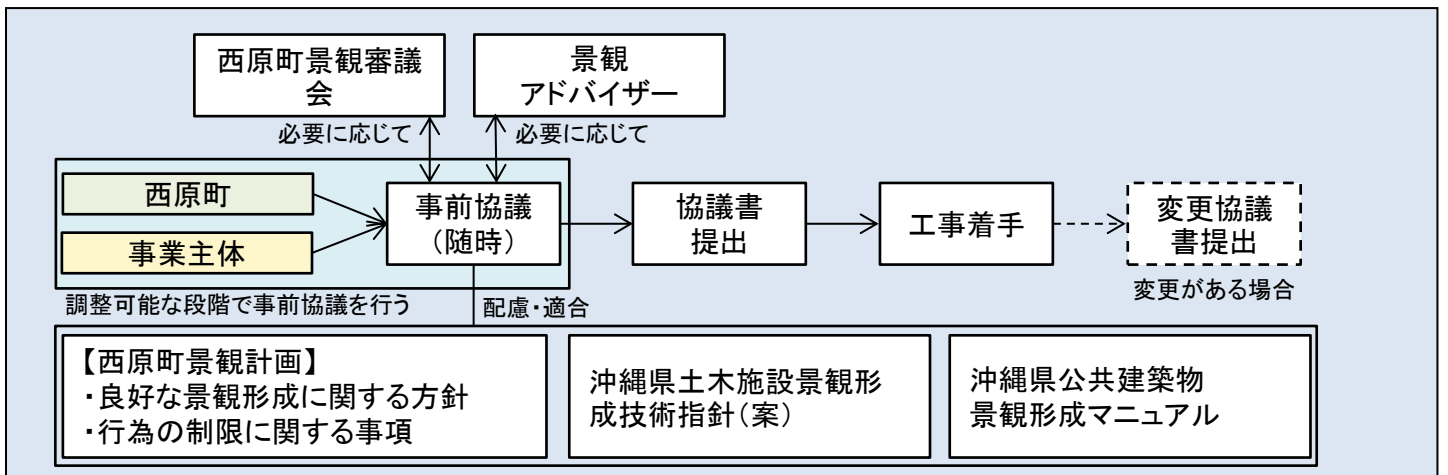 西原町景観審議
会
景観
アドバイザー
必要に応じて
必要に応じて
西原町
事業主体
事前協議
（随時）
協議書
提出
工事着手
変更協議
書提出
調整可能な段階で事前協議を行う
配慮・適合
変更がある場合
【西原町景観計画】
・良好な景観形成に関する方針
・行為の制限に関する事項
沖縄県土木施設景観形
成技術指針（案）
沖縄県公共建築物
景観形成マニュアル